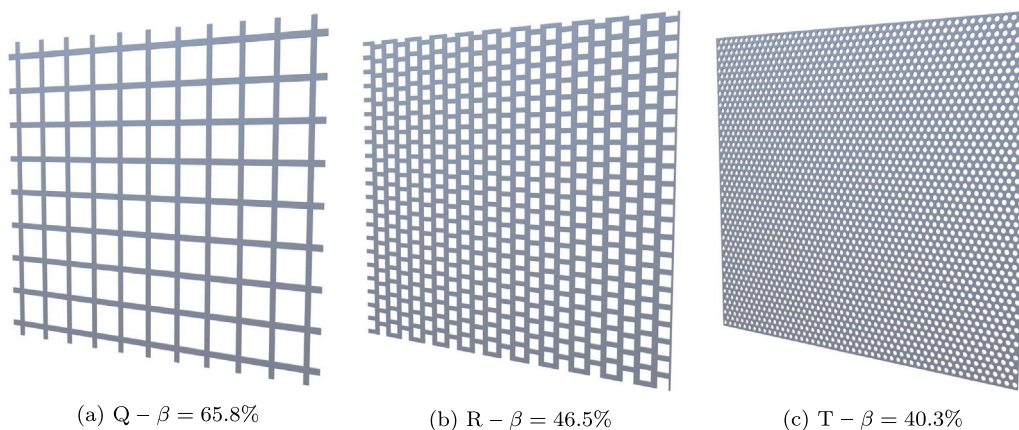 (a) Q – β = 65.8%
(b) R – β = 46.5%
(c) T – β = 40.3%